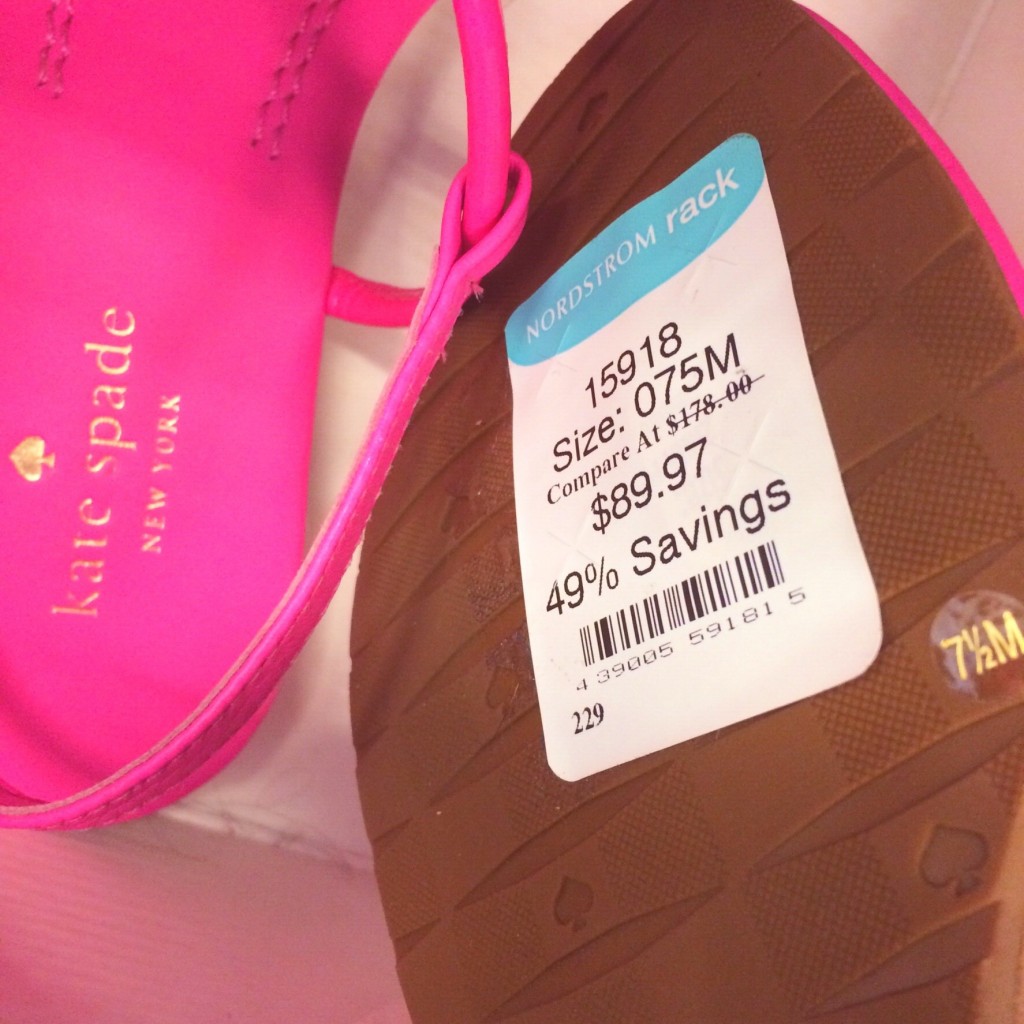 kate spade
NEW YORK
NORDSTROM rack
15918
Size: 075M
Compare At $178.00
$89.97
49% Savings
4 39005 59181 5
229
7½M